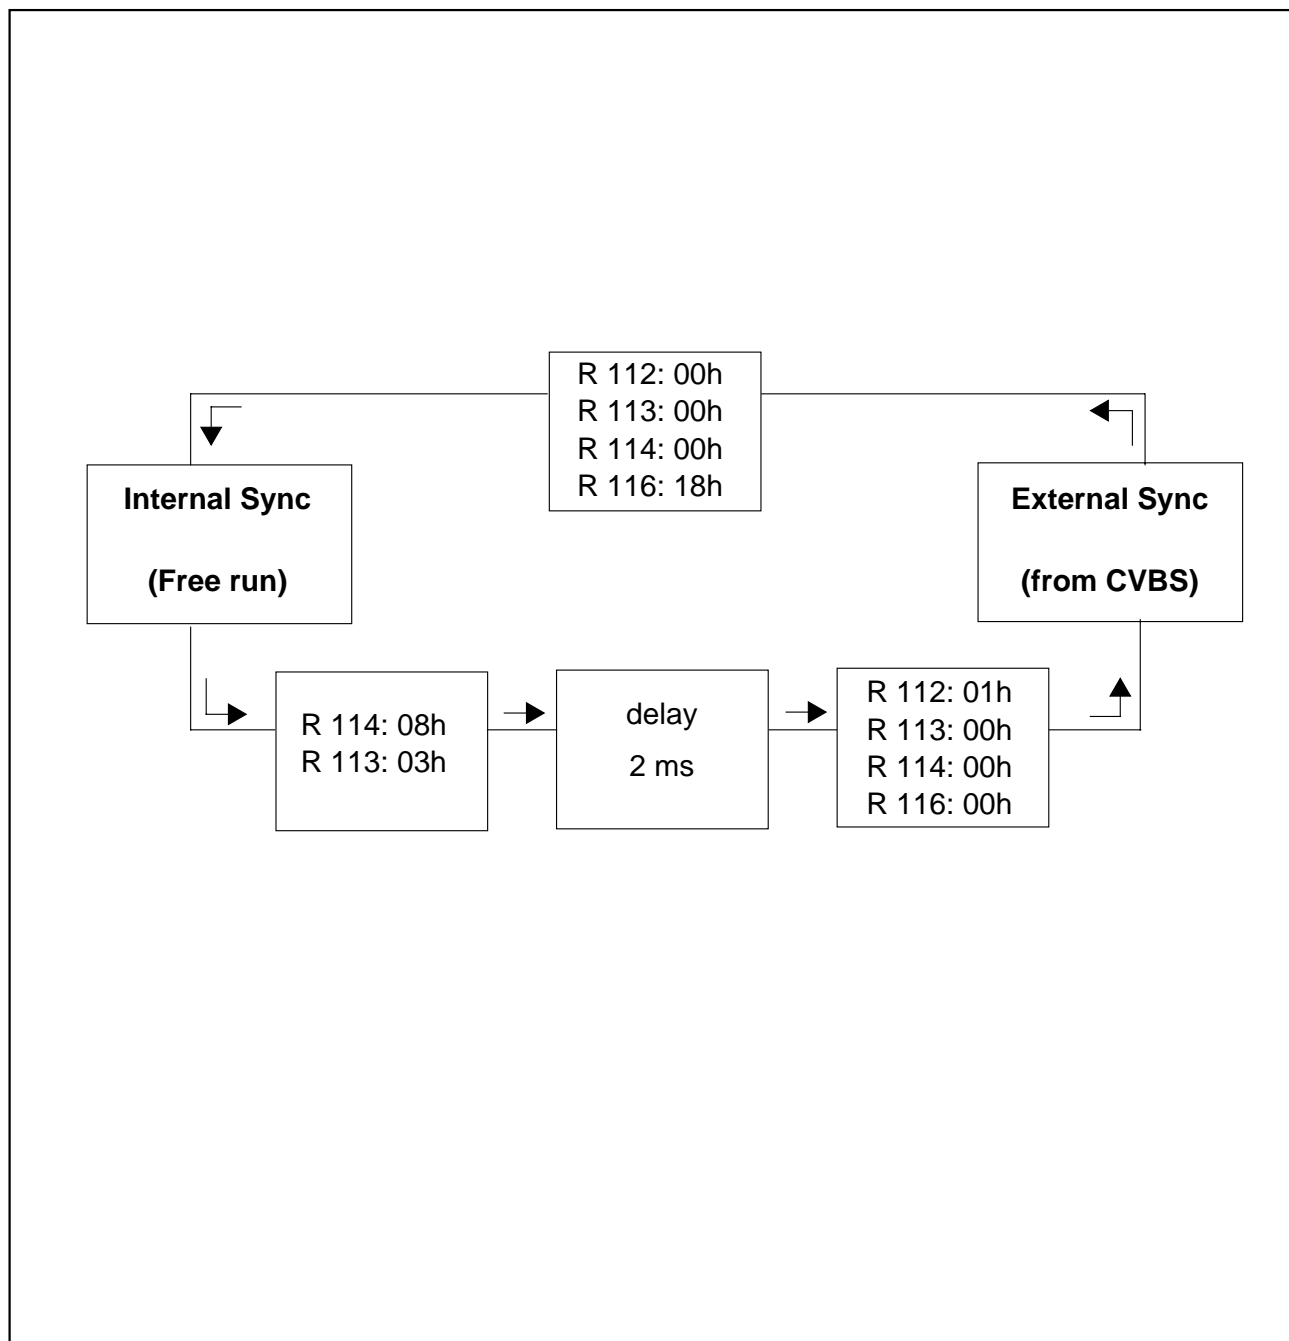 R 112: 00h
R 113: 00h
R 114: 00h
R 116: 18h
Internal Sync
(Free run)
External Sync
(from CVBS)
R 114: 08h
R 113: 03h
delay
2 ms
R 112: 01h
R 113: 00h
R 114: 00h
R 116: 00h